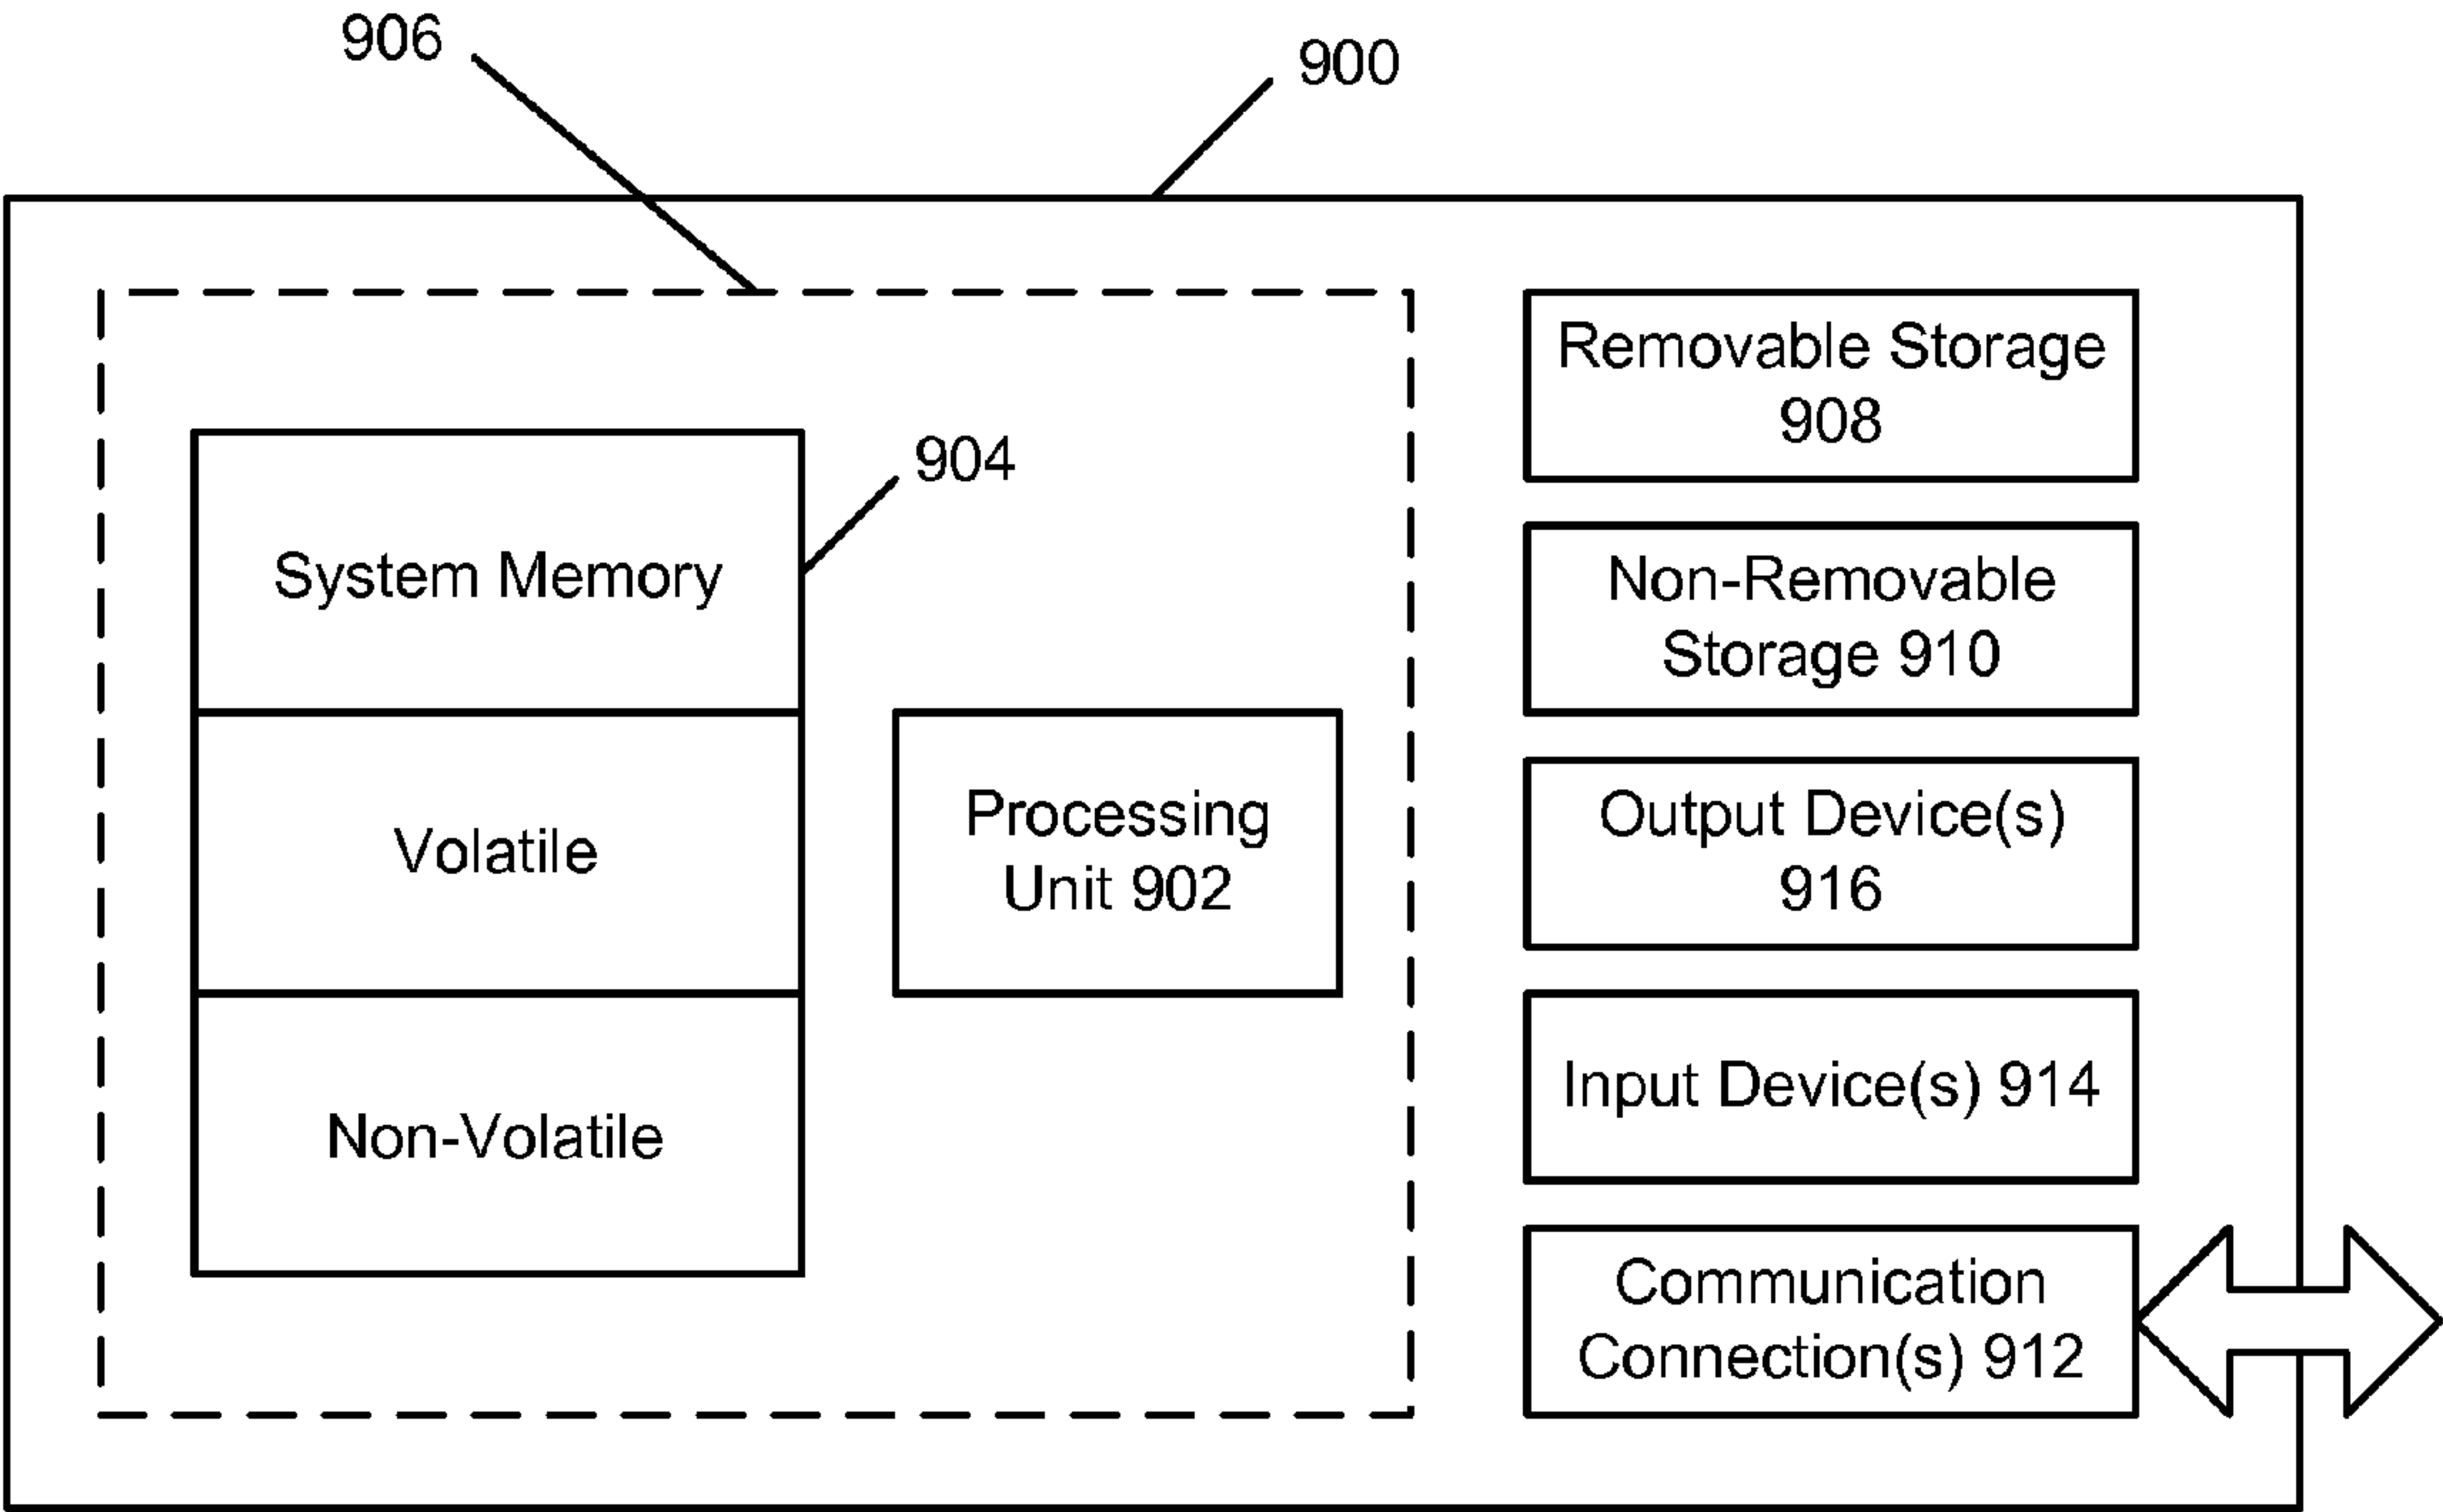 906
900
904
System Memory
Volatile
Non-Volatile
Processing
Unit 902
Removable Storage
908
Non-Removable
Storage 910
Output Device(s)
916
Input Device(s) 914
Communication
Connection(s) 912